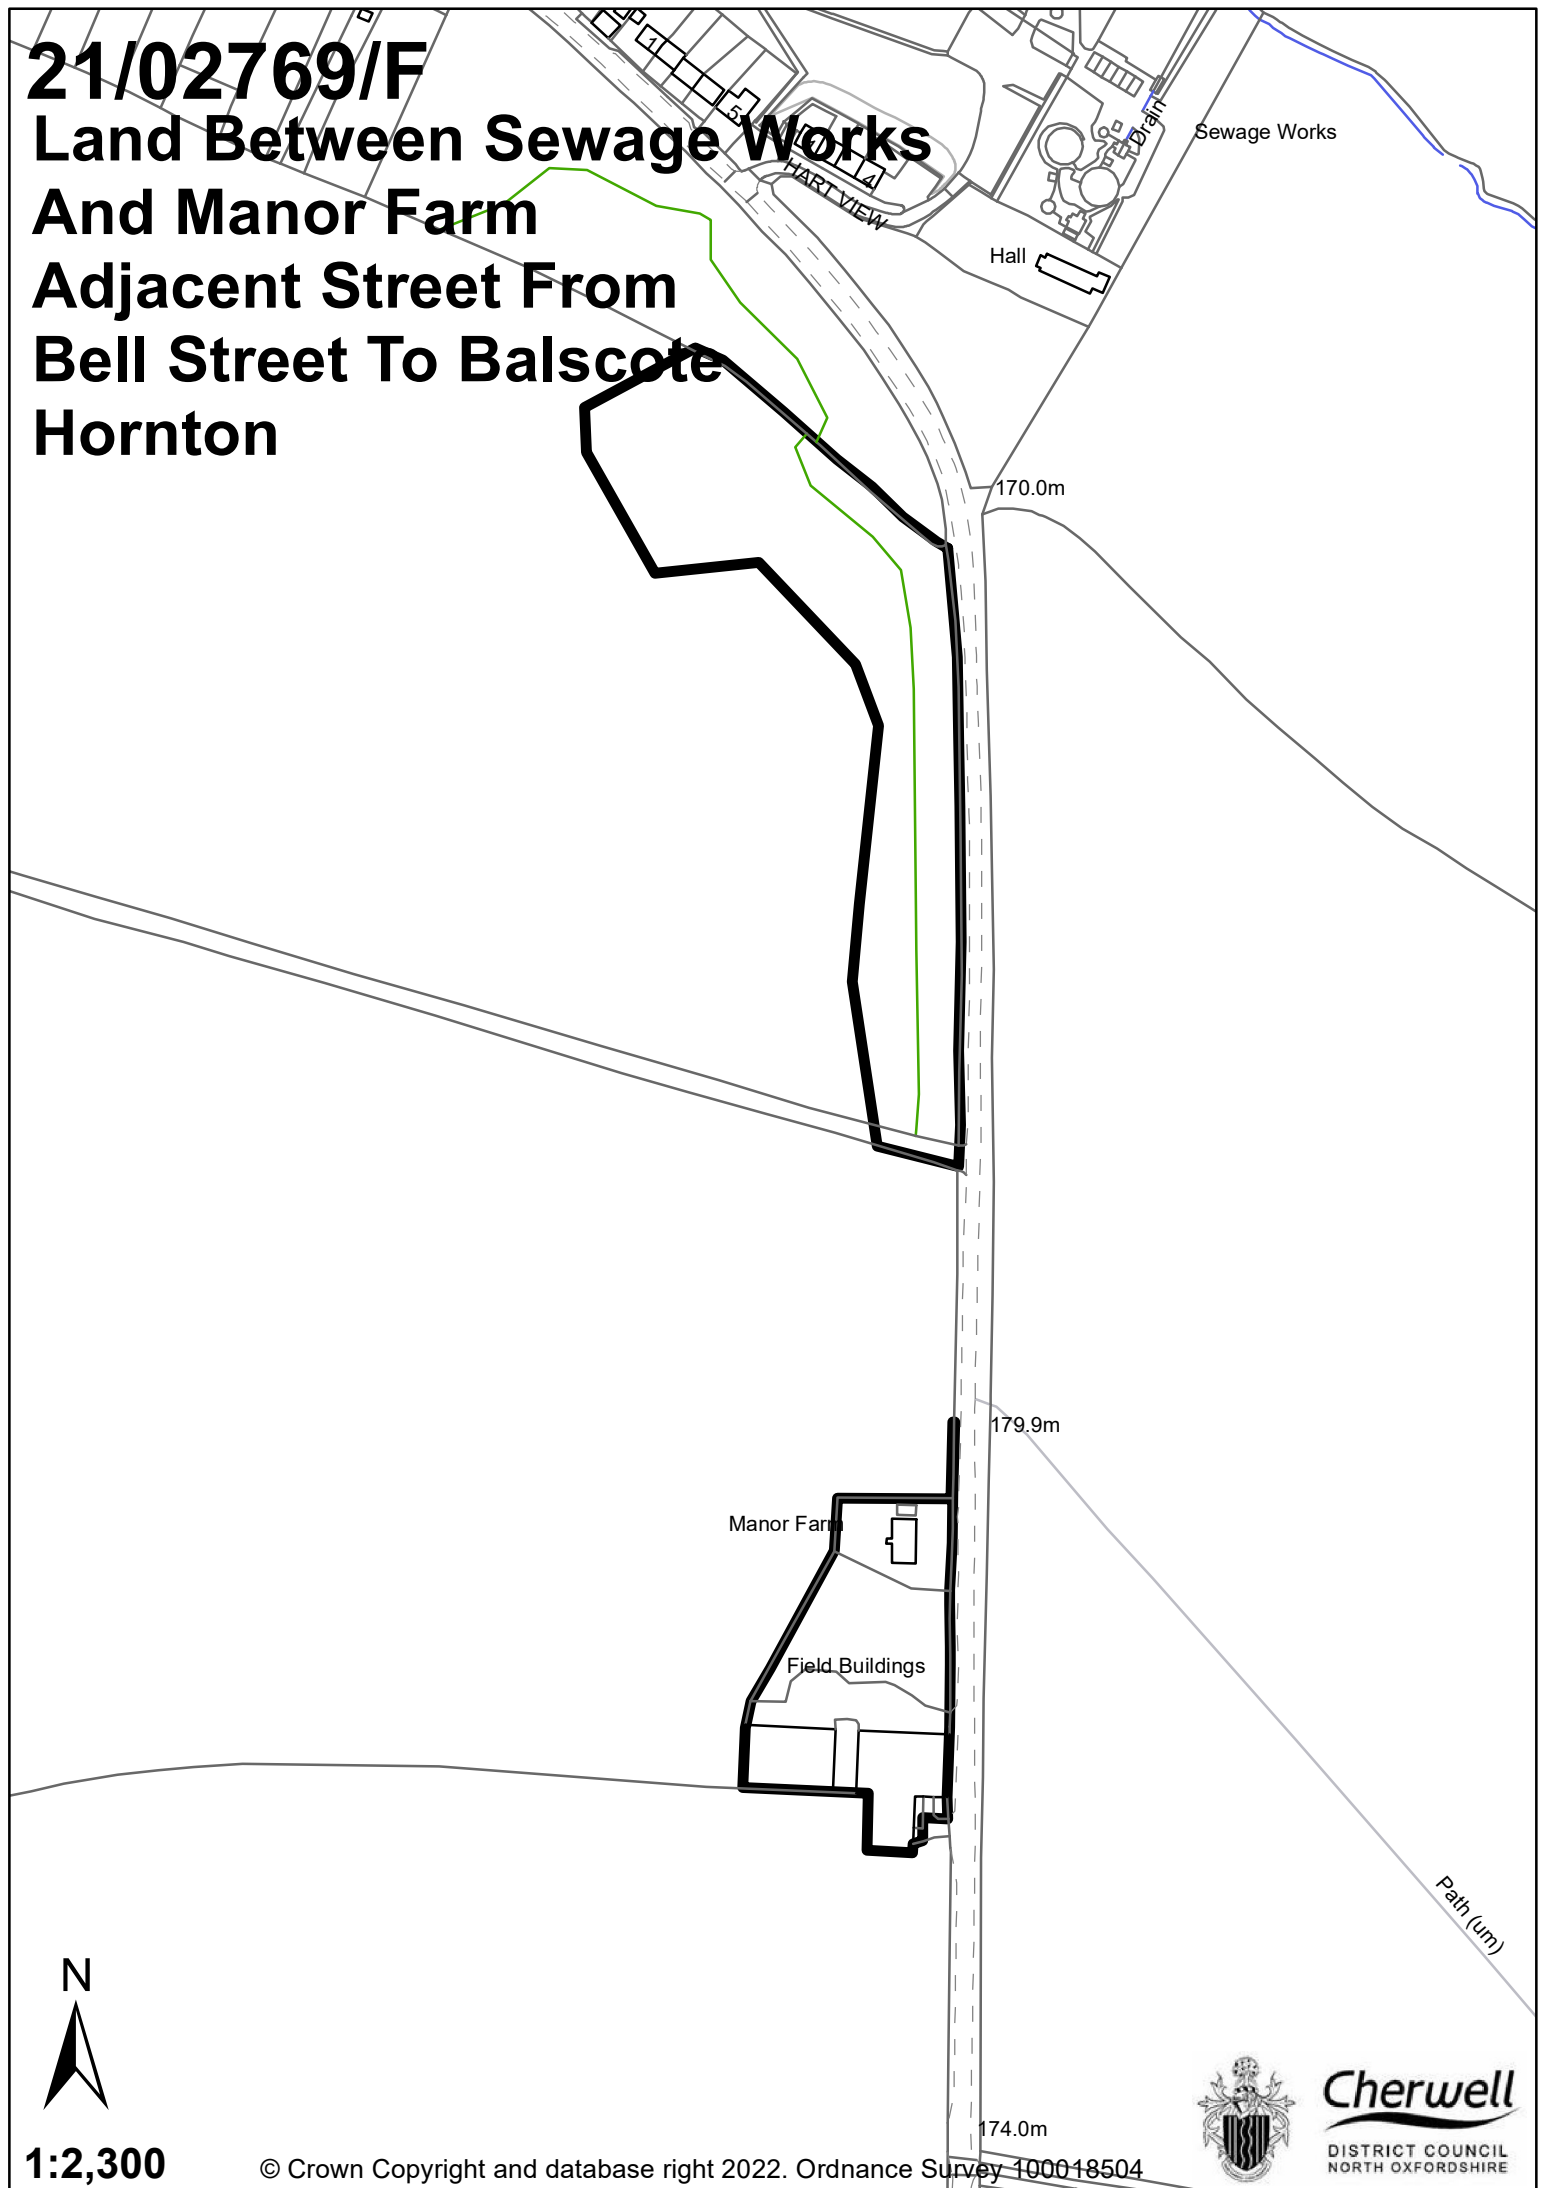 21/02769/F
Land Between Sewage Works
And Manor Farm
Adjacent Street From
Bell Street To Balscote
Hornton
1
5
1
4
HART VIEW
Drain
Sewage Works
Hall
170.0m
179.9m
Manor Farm
Field Buildings
Path (um)
N
174.0m
1:2,300
© Crown Copyright and database right 2022. Ordnance Survey 100018504
Cherwell
DISTRICT COUNCIL
NORTH OXFORDSHIRE